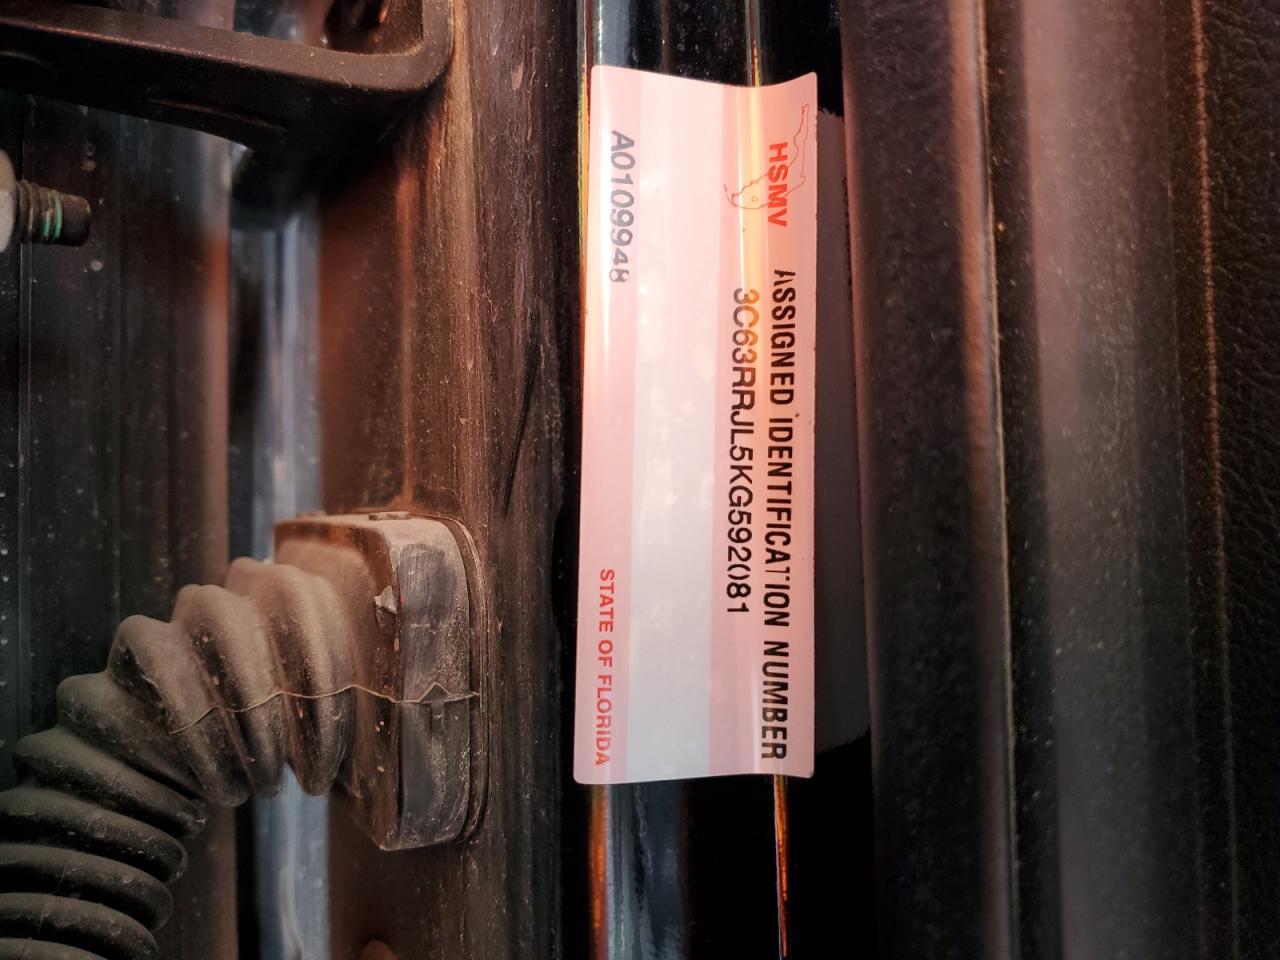 HSMV
ASSIGNED IDENTIFICATION NUMBER
3C63RRJL5KG592081
A0109948
STATE OF FLORIDA